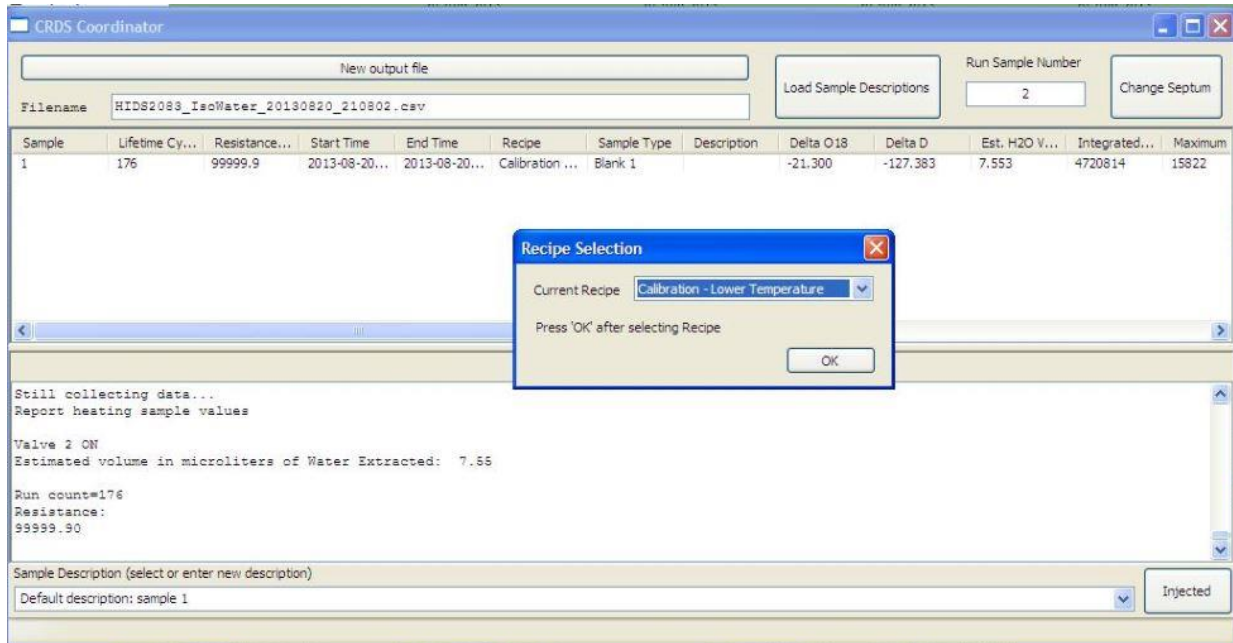 CRDS Coordinator
New output file
Load Sample Descriptions
Run Sample Number
2
Change Septum
Filename HIDS2083_IsoWater_20130820_210802.csv
Sample Lifetime Cy... Resistance... Start Time End Time Recipe Sample Type Description Delta O18 Delta D Est. H2O V... Integrated... Maximum
1 176 99999.9 2013-08-20... 2013-08-20... Calibration ... Blank 1 -21.300 -127.383 7.553 4720814 15822
Recipe Selection
Current Recipe Calibration - Lower Temperature
Press 'OK' after selecting Recipe
OK
Still collecting data...
Report heating sample values
Valve 2 ON
Estimated volume in microliters of Water Extracted: 7.55
Run count=176
Resistance:
99999.90
Sample Description (select or enter new description)
Default description: sample 1
Injected